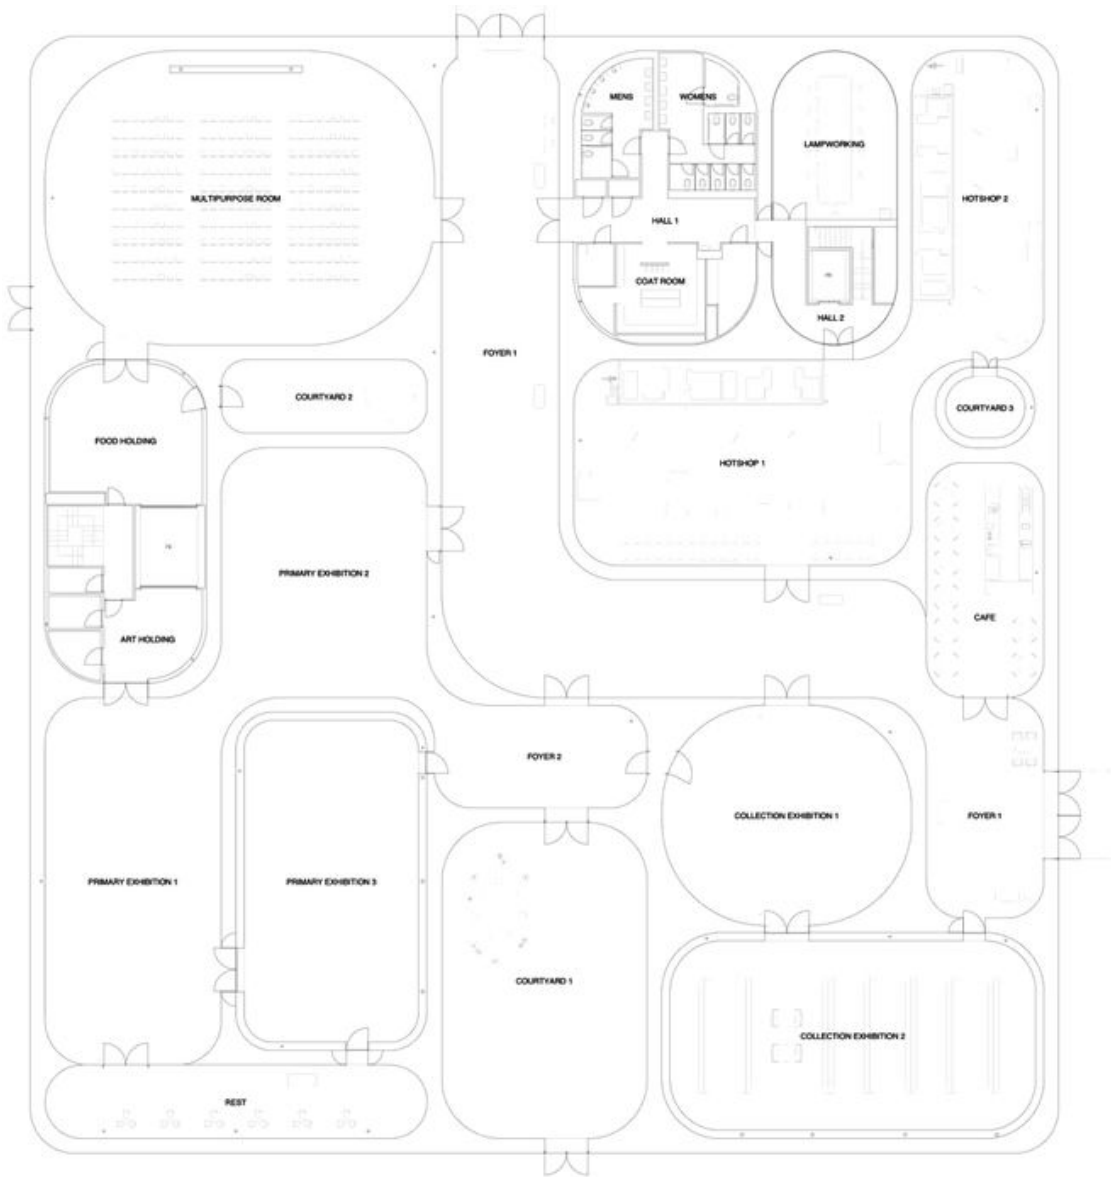 MENS
WOMENS
LAMPWORKING
MULTIPURPOSE ROOM
HOTSHOP 2
HALL 1
COAT ROOM
HALL 2
FOYER 1
COURTYARD 2
COURTYARD 3
FOOD HOLDING
HOTSHOP 1
PRIMARY EXHIBITION 2
CAFE
ART HOLDING
FOYER 2
COLLECTION EXHIBITION 1
FOYER 1
PRIMARY EXHIBITION 1
PRIMARY EXHIBITION 3
COURTYARD 1
COLLECTION EXHIBITION 2
REST